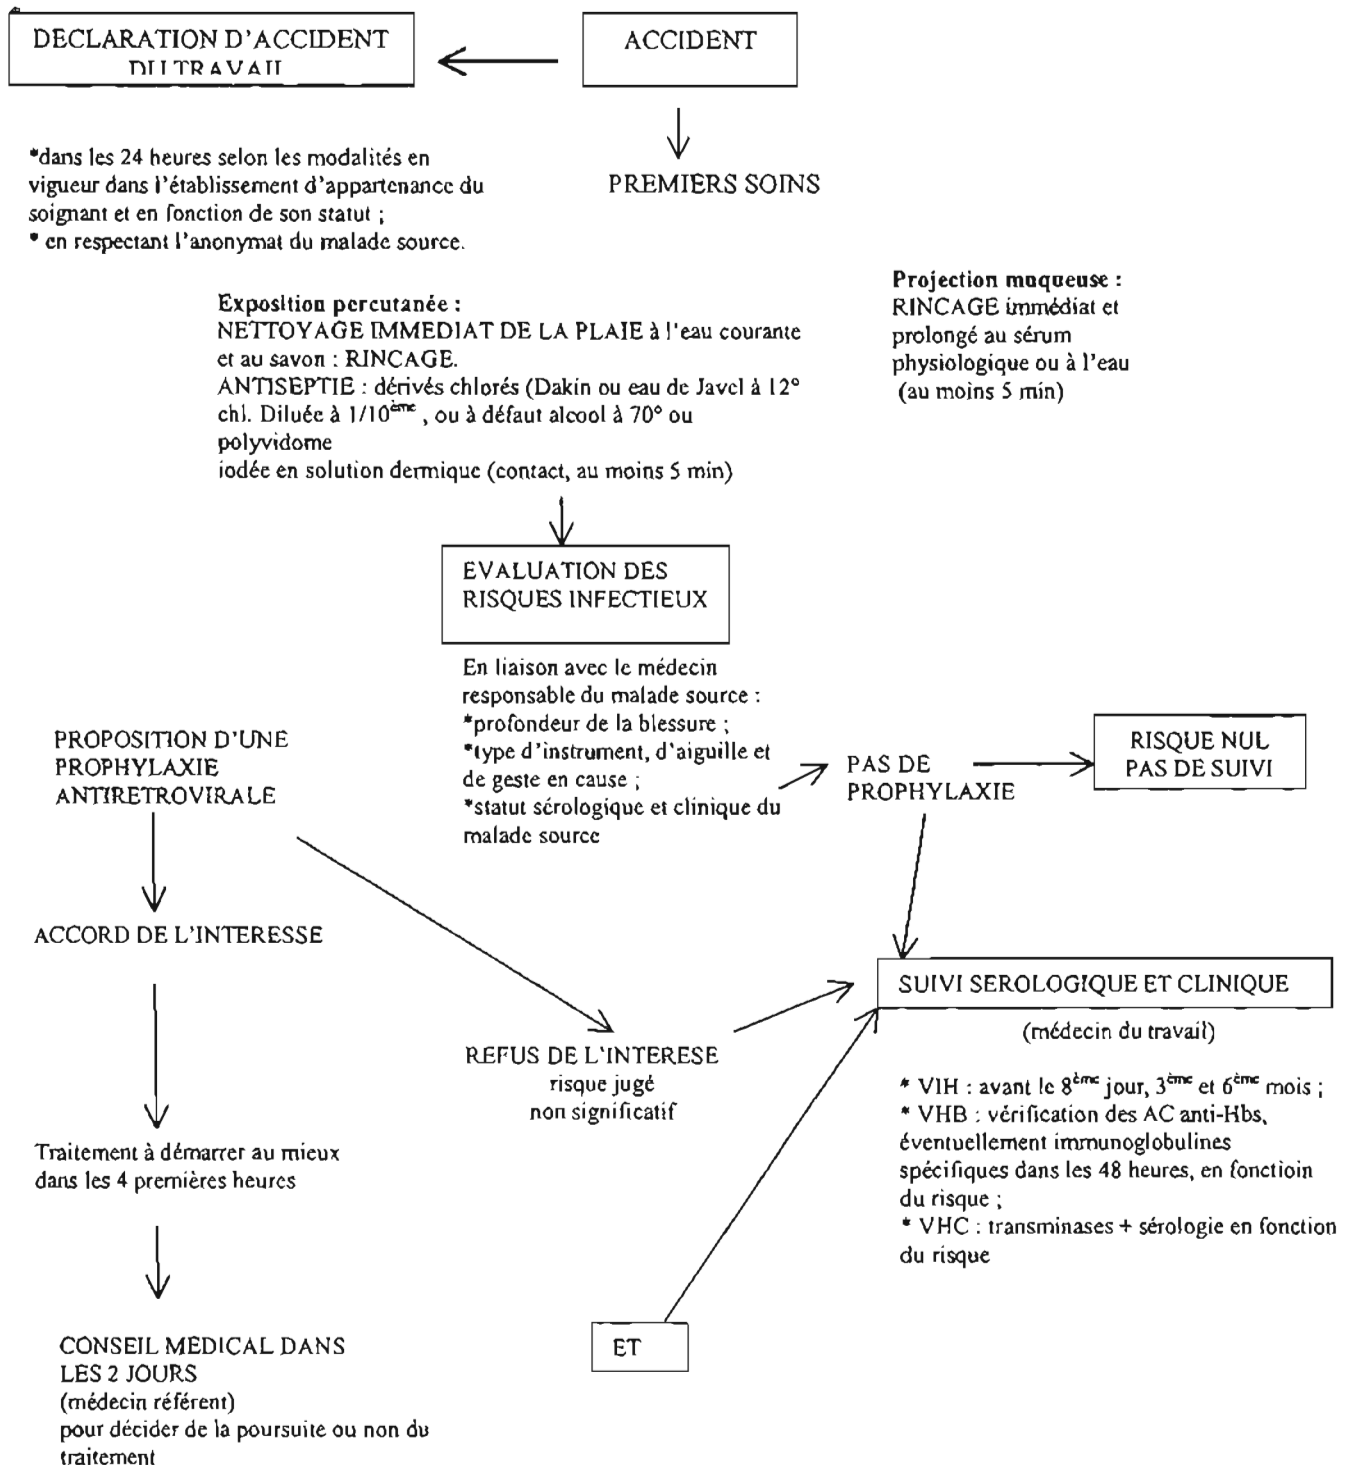 DECLARATION D'ACCIDENT
DU TRAVAIL
ACCIDENT
*dans les 24 heures selon les modalités en
vigueur dans l'établissement d'appartenance du
soignant et en fonction de son statut ;
* en respectant l'anonymat du malade source.
PREMIERS SOINS
Exposition percutanée :
NETTOYAGE IMMEDIAT DE LA PLAIE à l'eau courante
et au savon : RINCAGE.
ANTISEPTIE : dérivés chlorés (Dakin ou eau de Javel à 12°
chl. Diluée à 1/10ème , ou à défaut alcool à 70° ou
polyvidome
iodée en solution dermique (contact, au moins 5 min)
Projection muqueuse :
RINCAGE immédiat et
prolongé au sérum
physiologique ou à l'eau
(au moins 5 min)
EVALUATION DES
RISQUES INFECTIEUX
En liaison avec le médecin
responsable du malade source :
*profondeur de la blessure ;
*type d'instrument, d'aiguille et
de geste en cause ;
*statut sérologique et clinique du
malade source
PROPOSITION D'UNE
PROPHYLAXIE
ANTIRETROVIRALE
PAS DE
PROPHYLAXIE
RISQUE NUL
PAS DE SUIVI
ACCORD DE L'INTERESSE
REFUS DE L'INTERESE
risque jugé
non significatif
SUIVI SEROLOGIQUE ET CLINIQUE
(médecin du travail)
* VIH : avant le 8ème jour, 3ème et 6ème mois ;
* VHB : vérification des AC anti-Hbs,
éventuellement immunoglobulines
spécifiques dans les 48 heures, en fonctioin
du risque ;
* VHC : transminases + sérologie en fonction
du risque
Traitement à démarrer au mieux
dans les 4 premières heures
CONSEIL MEDICAL DANS
LES 2 JOURS
(médecin référent)
pour décider de la poursuite ou non du
traitement
ET